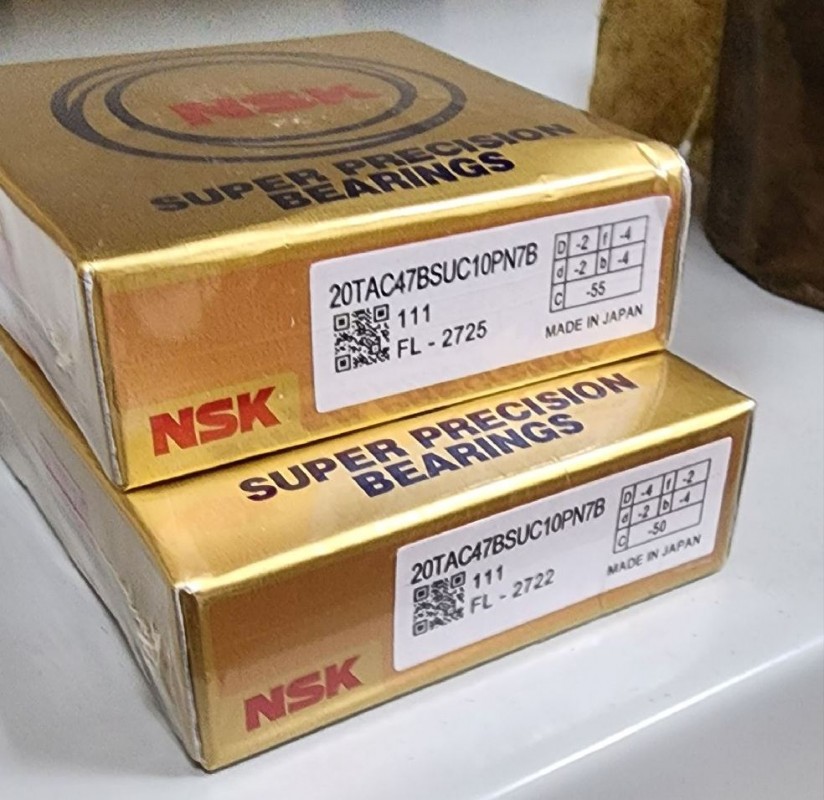 NSK
SUPER PRECISION
BEARINGS
20TAC47BSUC10PN7B
111
FL - 2725
D -2 f -4
d -2 b -4
C -55
MADE IN JAPAN
NSK
SUPER PRECISION
BEARINGS
20TAC47BSUC10PN7B
111
FL - 2722
D -4 f -2
d -2 b -4
C -50
MADE IN JAPAN
NSK